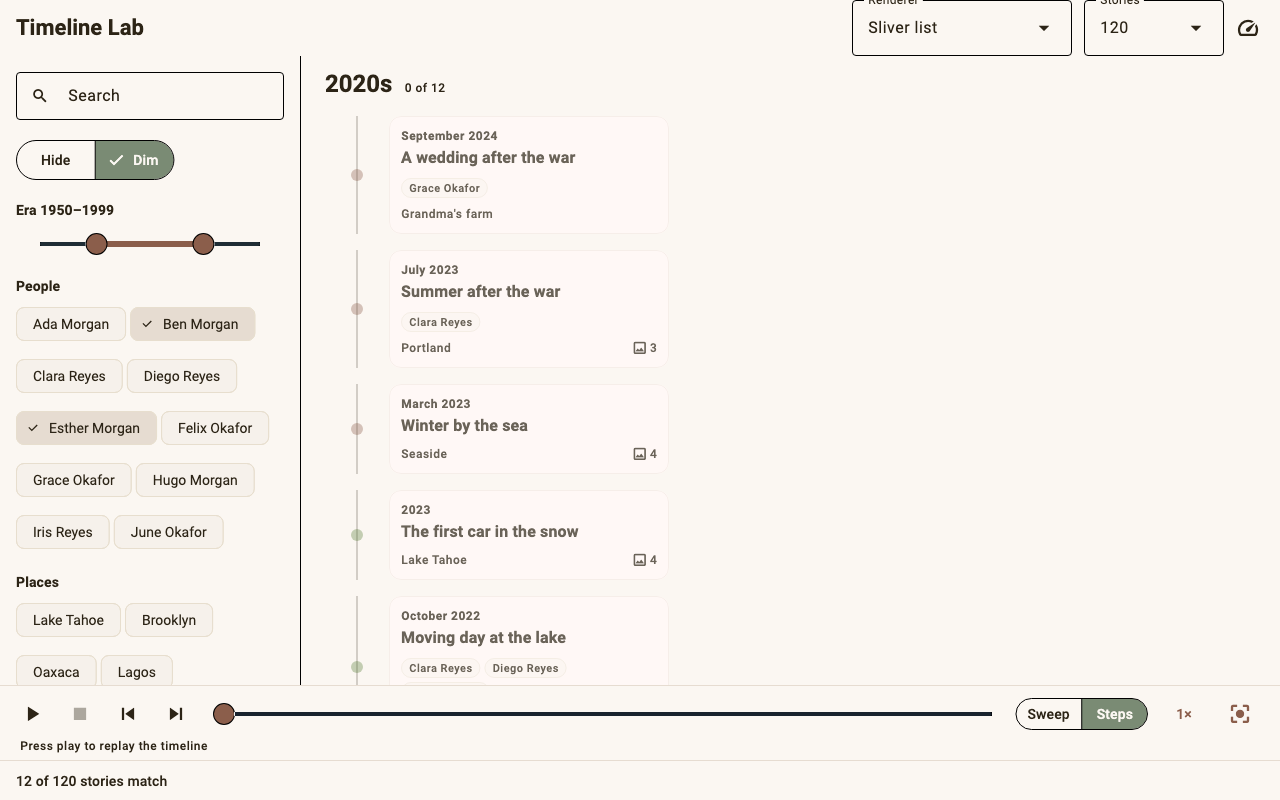 Timeline Lab
Renderer
Sliver list
Stories
120
Search
Hide
Dim
Era 1950–1999
People
Ada Morgan
Ben Morgan
Clara Reyes
Diego Reyes
Esther Morgan
Felix Okafor
Grace Okafor
Hugo Morgan
Iris Reyes
June Okafor
Places
Lake Tahoe
Brooklyn
Oaxaca
Lagos
2020s 0 of 12
September 2024
A wedding after the war
Grace Okafor
Grandma's farm
July 2023
Summer after the war
Clara Reyes
Portland 3
March 2023
Winter by the sea
Seaside 4
2023
The first car in the snow
Lake Tahoe 4
October 2022
Moving day at the lake
Clara Reyes Diego Reyes
Sweep
Steps
1×
Press play to replay the timeline
12 of 120 stories match